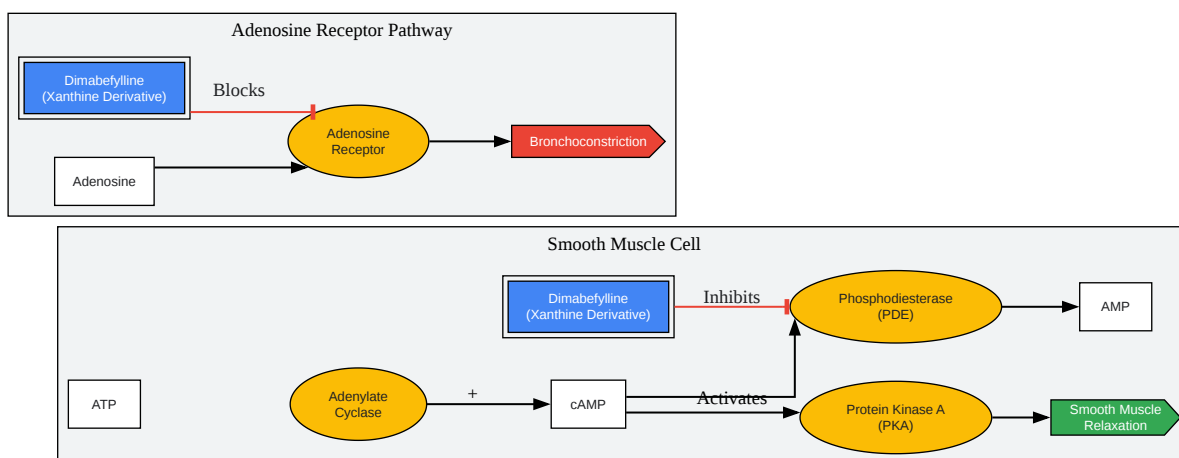 Adenosine Receptor Pathway
Dimabefylline
(Xanthine Derivative)
Blocks
Adenosine
Receptor
Bronchoconstriction
Adenosine
Smooth Muscle Cell
Dimabefylline
(Xanthine Derivative)
Inhibits
Phosphodiesterase
(PDE)
AMP
ATP
Adenylate
Cyclase
+
cAMP
Activates
Protein Kinase A
(PKA)
Smooth Muscle
Relaxation